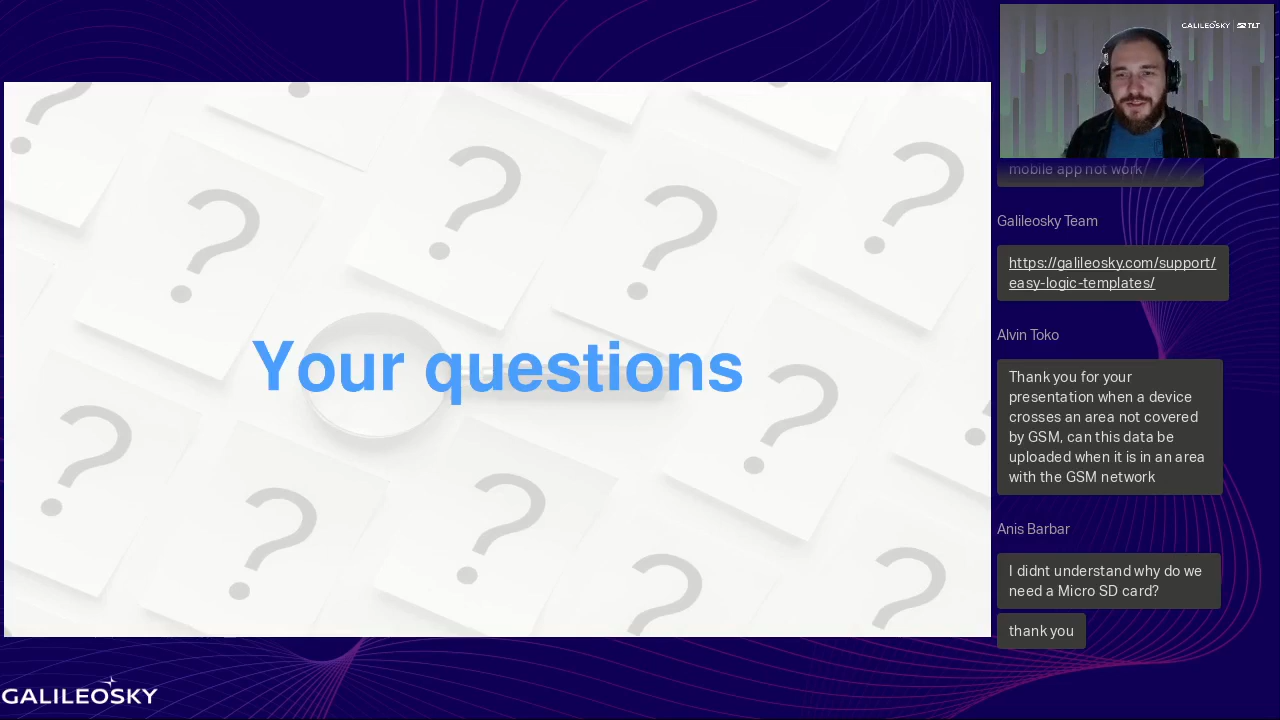 GALILEOSKY
TLT
Your questions
mobile app not work
Galileosky Team
https://galileosky.com/support/
easy-logic-templates/
Alvin Toko
Thank you for your
presentation when a device
crosses an area not covered
by GSM, can this data be
uploaded when it is in an area
with the GSM network
Anis Barbar
I didnt understand why do we
need a Micro SD card?
thank you
GALILEOSKY